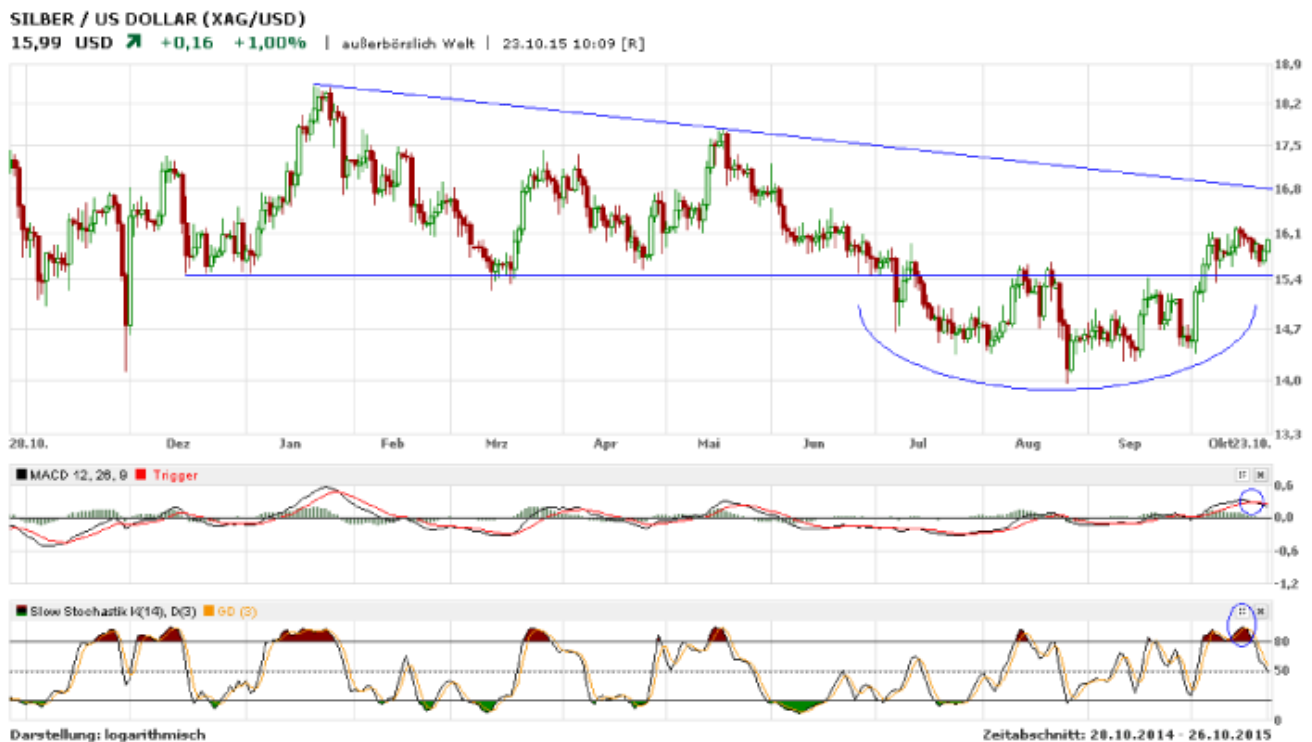 SILBER / US DOLLAR (XAG/USD)
15,99 USD +0,16 +1,00% | außerbörslich Welt | 23.10.15 10:09 [R]
18,9
18,2
17,5
16,8
16,1
15,4
14,7
14,0
13,3
28.10. Dez Jan Feb Mrz Apr Mai Jun Jul Aug Sep Okt23.10.
MACD 12, 26, 9 Trigger
0,6
0,0
-0,6
-1,2
Slow Stochastik K(14), D(3) GD (3)
80
50
0
Darstellung: logarithmisch Zeitabschnitt: 28.10.2014 - 26.10.2015